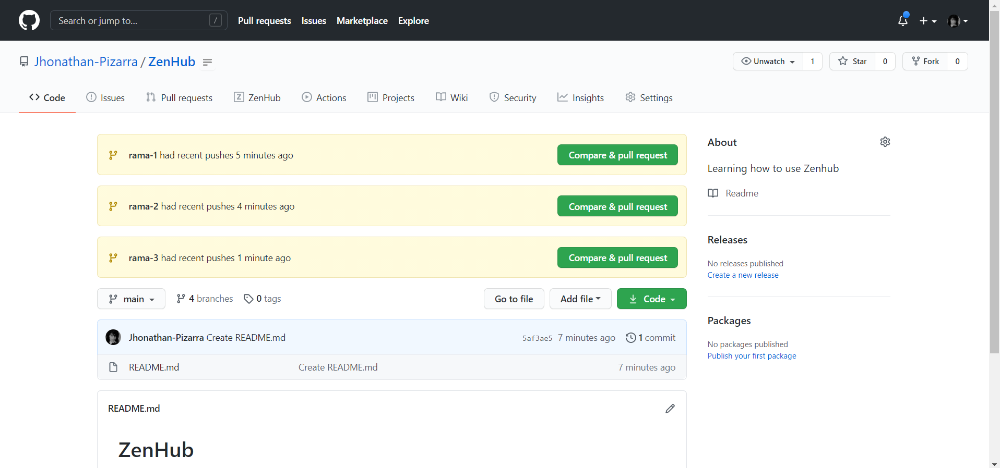 Search or jump to... /
Pull requests Issues Marketplace Explore
Jhonathan-Pizarra / ZenHub
Unwatch 1 Star 0 Fork 0
Code Issues Pull requests ZenHub Actions Projects Wiki Security Insights Settings
rama-1 had recent pushes 5 minutes ago Compare & pull request
rama-2 had recent pushes 4 minutes ago Compare & pull request
rama-3 had recent pushes 1 minute ago Compare & pull request
main 4 branches 0 tags Go to file Add file Code
Jhonathan-Pizarra Create README.md 5af3ae5 7 minutes ago 1 commit
README.md Create README.md 7 minutes ago
README.md
ZenHub
About
Learning how to use Zenhub
Readme
Releases
No releases published
Create a new release
Packages
No packages published
Publish your first package